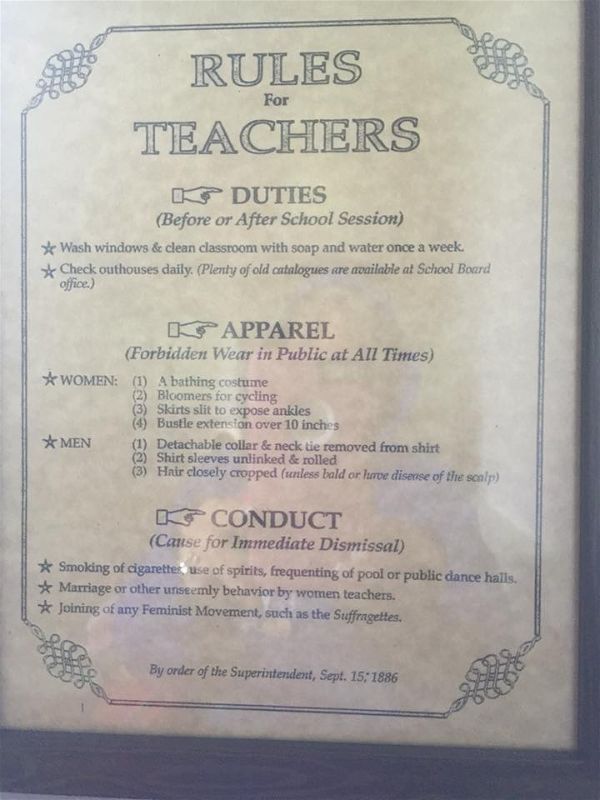 RULES
For
TEACHERS
DUTIES
(Before or After School Session)
Wash windows & clean classroom with soap and water once a week.
Check outhouses daily. (Plenty of old catalogues are available at School Board
office.)
APPAREL
(Forbidden Wear in Public at All Times)
WOMEN: (1) A bathing costume
(2) Bloomers for cycling
(3) Skirts slit to expose ankles
(4) Bustle extension over 10 inches
MEN (1) Detachable collar & neck tie removed from shirt
(2) Shirt sleeves unlinked & rolled
(3) Hair closely cropped (unless bald or have disease of the scalp)
CONDUCT
(Cause for Immediate Dismissal)
Smoking of cigarettes, use of spirits, frequenting of pool or public dance halls.
Marriage or other unseemly behavior by women teachers.
Joining of any Feminist Movement, such as the Suffragettes.
By order of the Superintendent, Sept. 15, 1886